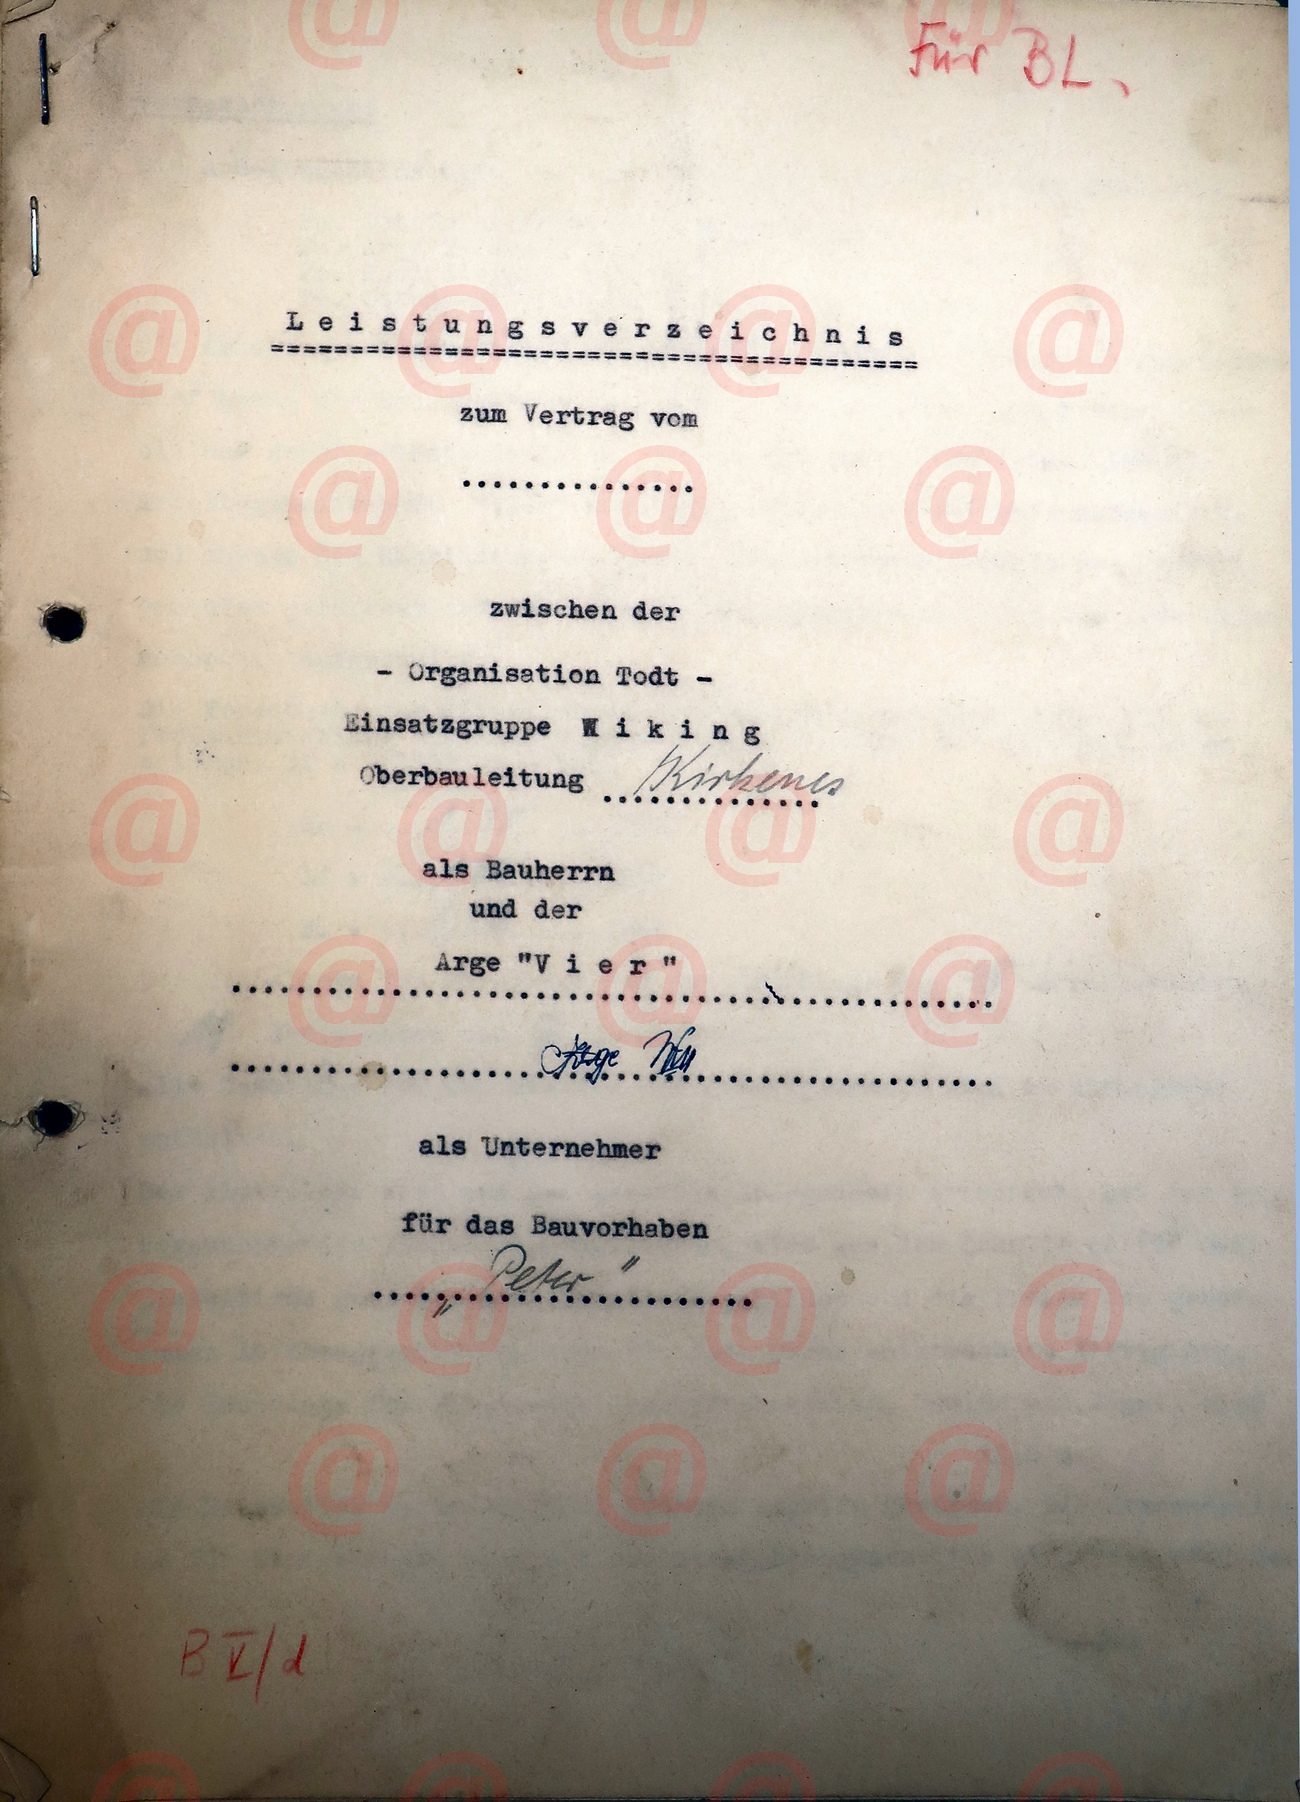 Für BL.
Leistungsverzeichnis
zum Vertrag vom
...............
zwischen der
- Organisation Todt -
Einsatzgruppe Wiking
Oberbauleitung Kirkenes
als Bauherrn
und der
Arge "Vier"
Arge
als Unternehmer
für das Bauvorhaben
„Peter"
B V/d